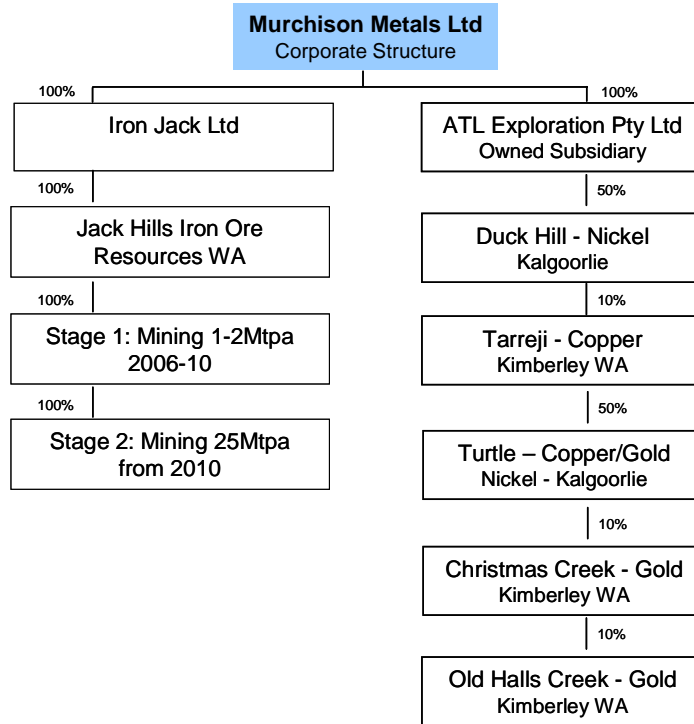 Murchison Metals Ltd
Corporate Structure
100%
Iron Jack Ltd
100%
Jack Hills Iron Ore
Resources WA
100%
Stage 1: Mining 1-2Mtpa
2006-10
100%
Stage 2: Mining 25Mtpa
from 2010
100%
ATL Exploration Pty Ltd
Owned Subsidiary
50%
Duck Hill - Nickel
Kalgoorlie
10%
Tarreji - Copper
Kimberley WA
50%
Turtle – Copper/Gold
Nickel - Kalgoorlie
10%
Christmas Creek - Gold
Kimberley WA
10%
Old Halls Creek - Gold
Kimberley WA